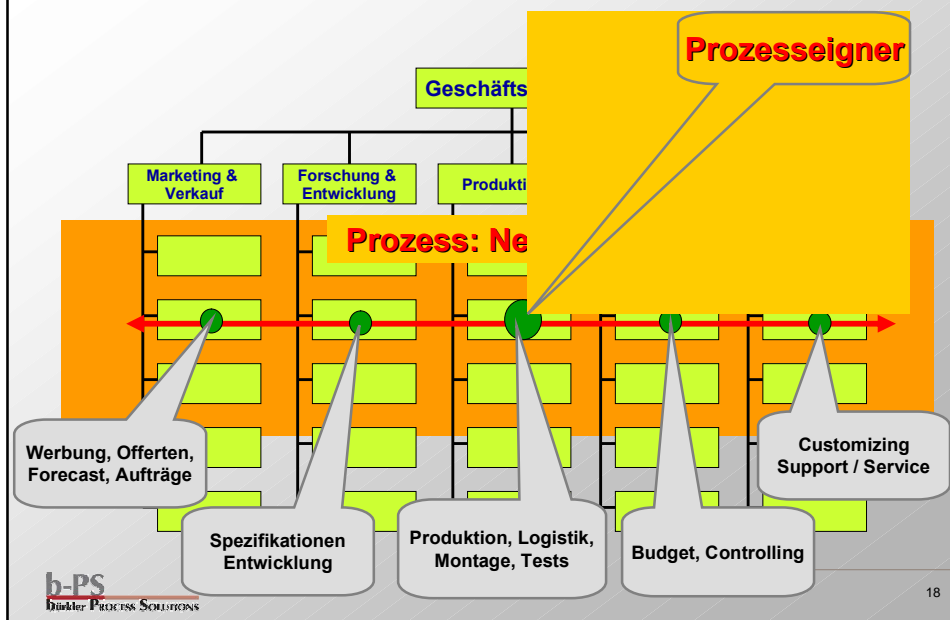 Prozesseigner
Geschäfts
Marketing &
Verkauf
Forschung &
Entwicklung
Produkti
Prozess: Ne
Werbung, Offerten,
Forecast, Aufträge
Spezifikationen
Entwicklung
Produktion, Logistik,
Montage, Tests
Budget, Controlling
Customizing
Support / Service
b-PS
Bürkler PROCESS SOLUTIONS
18